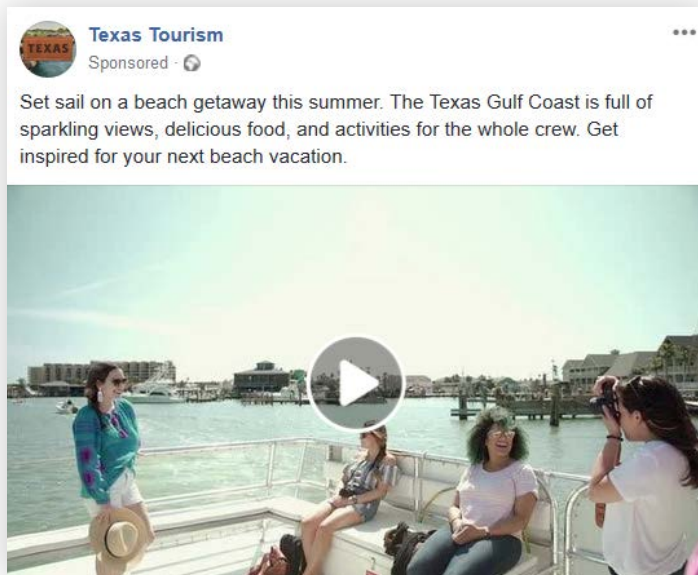 TEXAS
Texas Tourism
Sponsored ·
Set sail on a beach getaway this summer. The Texas Gulf Coast is full of
sparkling views, delicious food, and activities for the whole crew. Get
inspired for your next beach vacation.